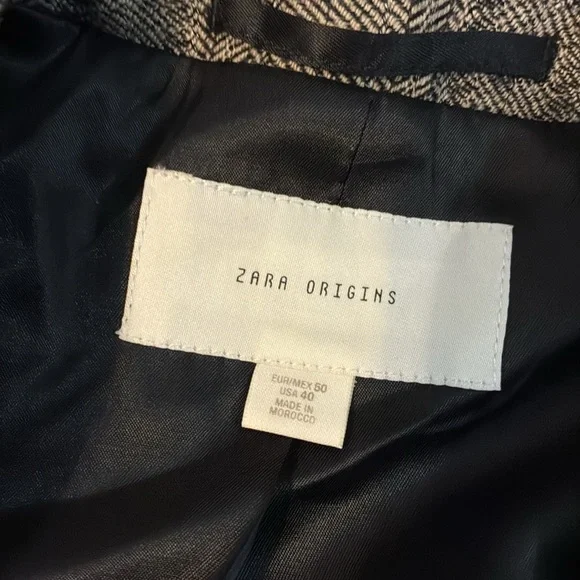 ZARA ORIGINS
EUR/MEX 50
USA 40
MADE IN
MOROCCO